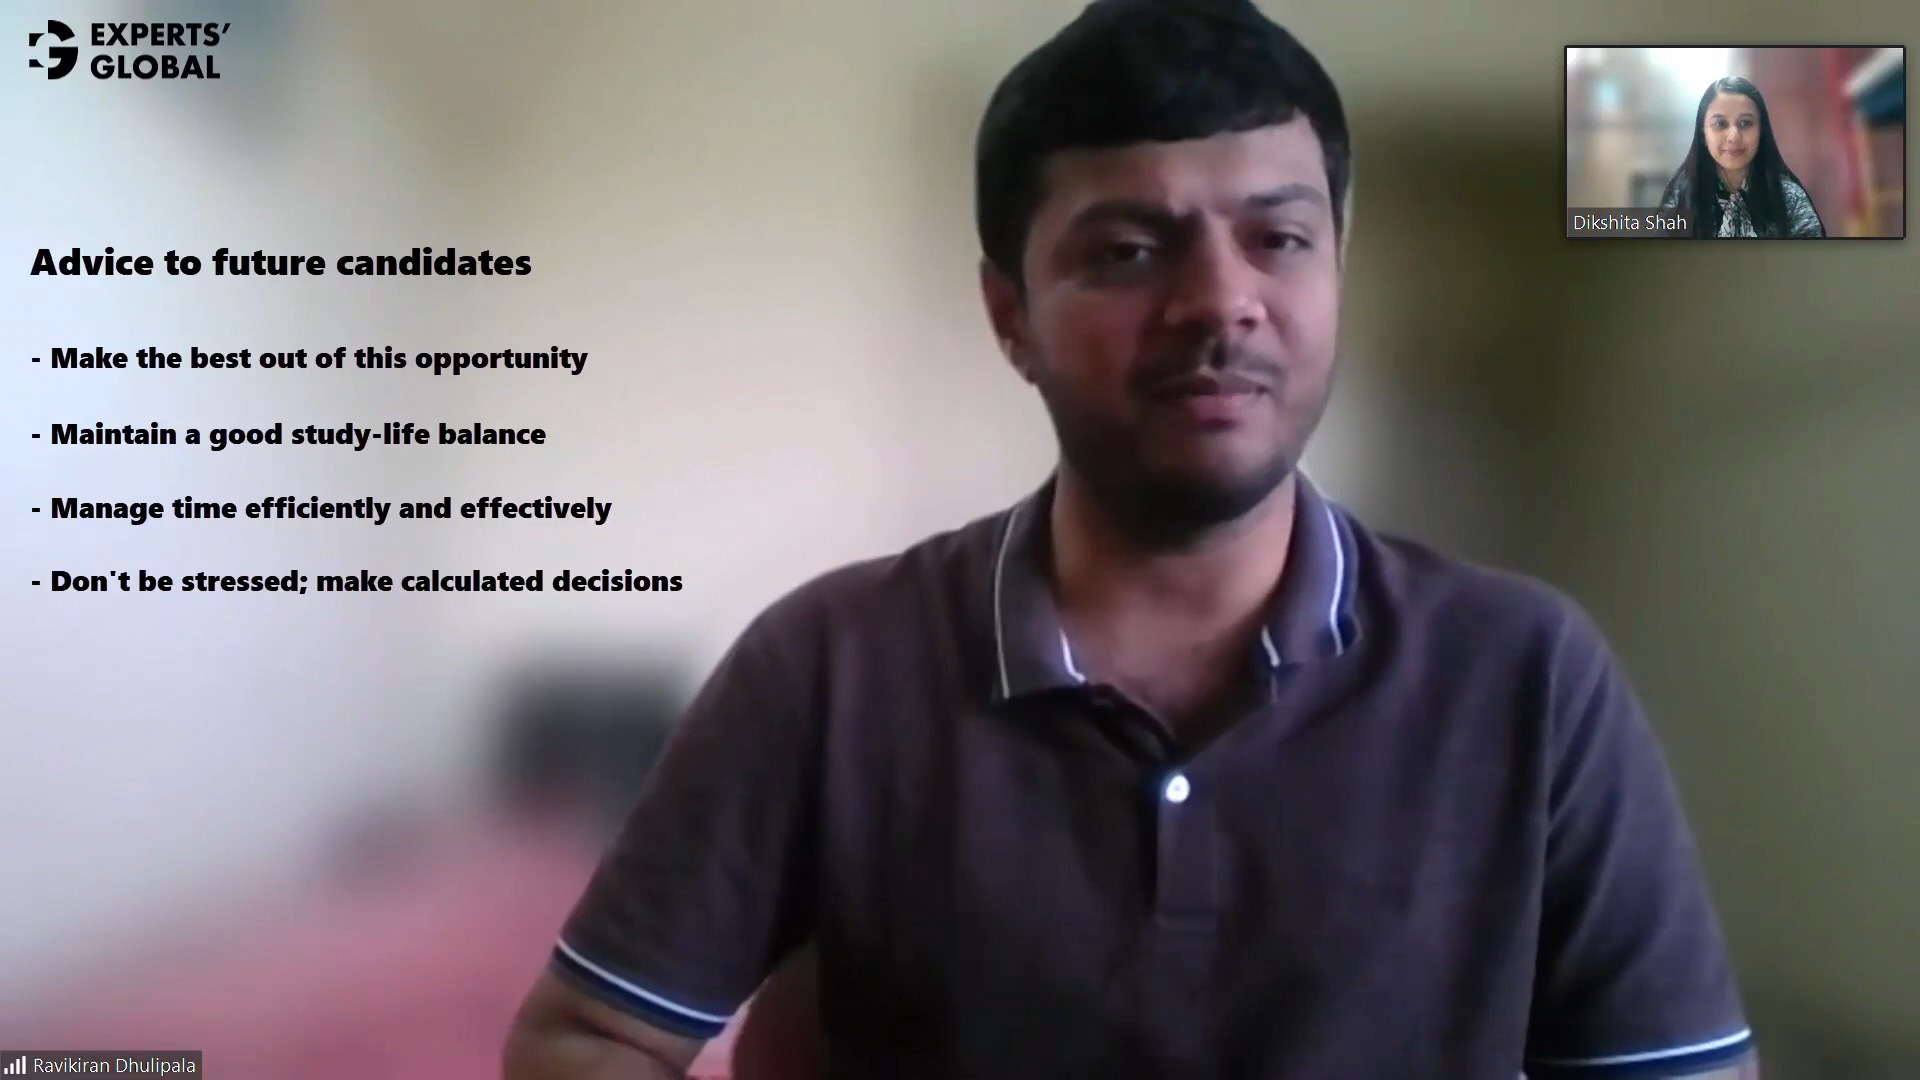 EXPERTS'
GLOBAL
Dikshita Shah
Advice to future candidates
- Make the best out of this opportunity
- Maintain a good study-life balance
- Manage time efficiently and effectively
- Don't be stressed; make calculated decisions
Ravikiran Dhulipala